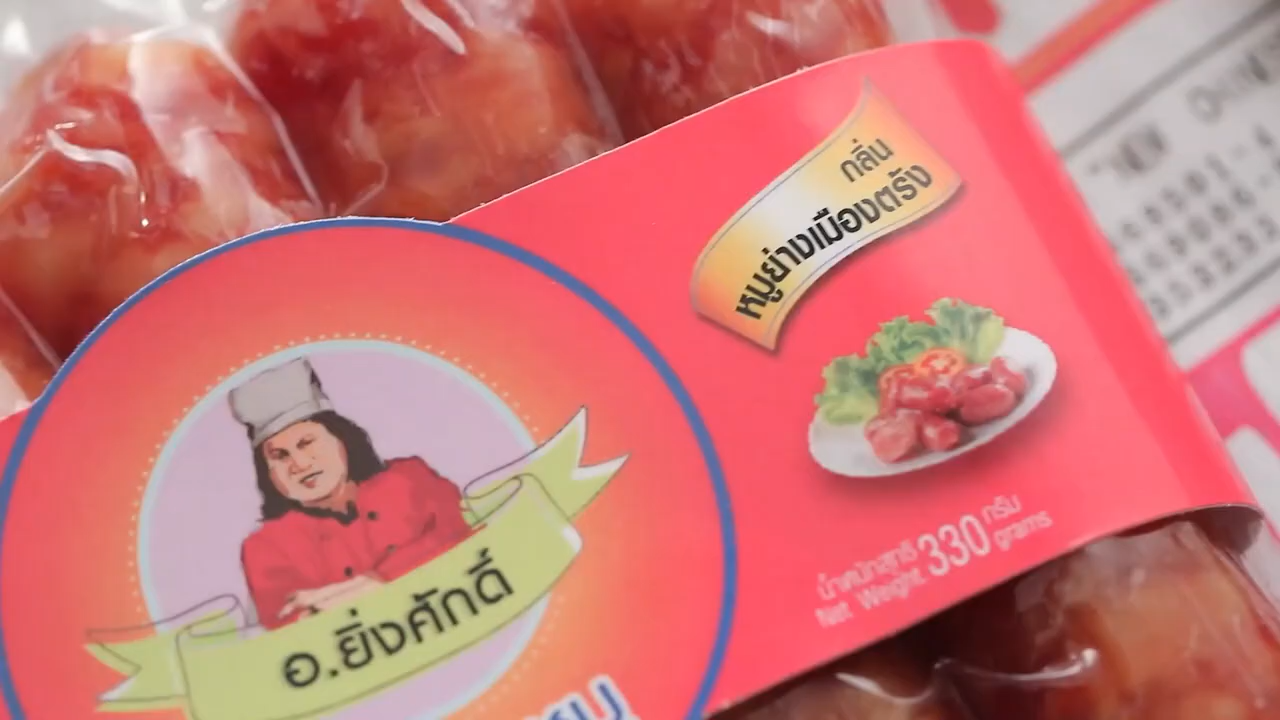 กลิ่น
หมูย่างเมืองตรัง
น้ำหนักสุทธิ 330 กรัม
Net. Weight. grams
อ.ยิ่งศักดิ์